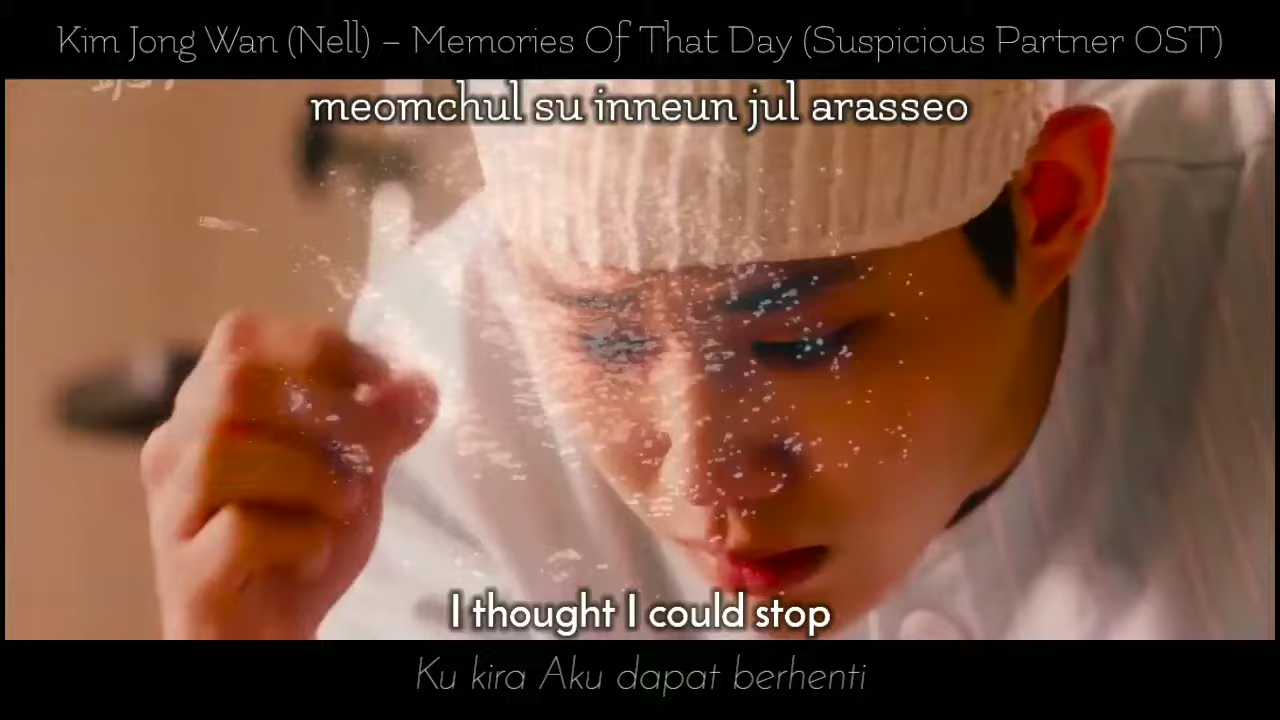 Kim Jong Wan (Nell) – Memories Of That Day (Suspicious Partner OST)
meomchul su inneun jul arasseo
I thought I could stop
Ku kira Aku dapat berhenti